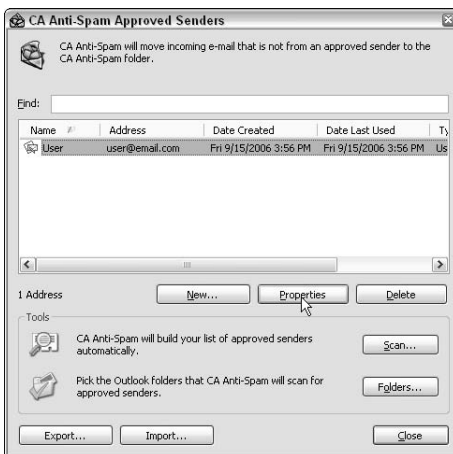 CA Anti-Spam Approved Senders
CA Anti-Spam will move incoming e-mail that is not from an approved sender to the
CA Anti-Spam folder.
Find:
Name Address Date Created Date Last Used Ty
User user@email.com Fri 9/15/2006 3:56 PM Fri 9/15/2006 3:56 PM Us
1 Address New... Properties Delete
Tools
CA Anti-Spam will build your list of approved senders
automatically.
Scan...
Pick the Outlook folders that CA Anti-Spam will scan for
approved senders.
Folders...
Export... Import... Close